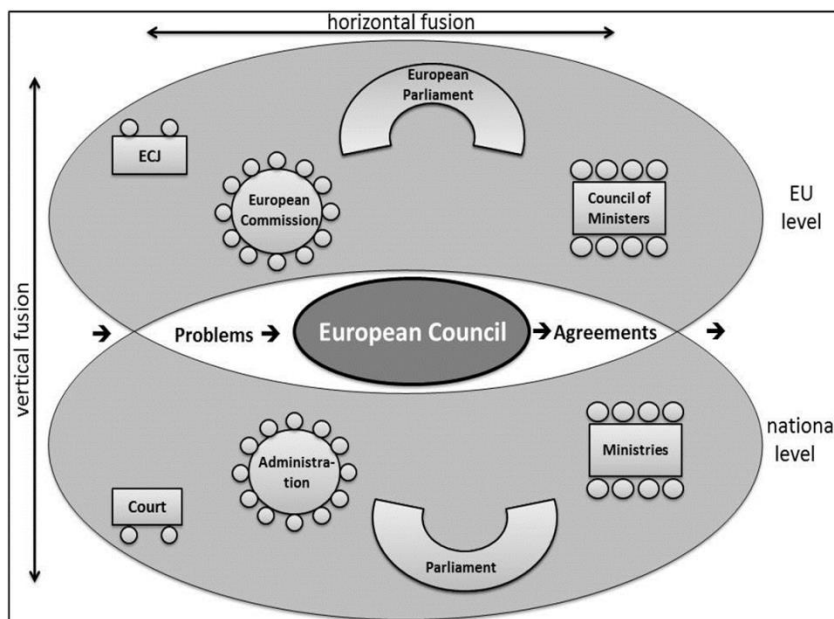 horizontal fusion
vertical fusion
European
Parliament
ECJ
European
Commission
Council of
Ministers
EU
level
Problems
European Council
Agreements
national
level
Administra-
tion
Ministries
Court
Parliament